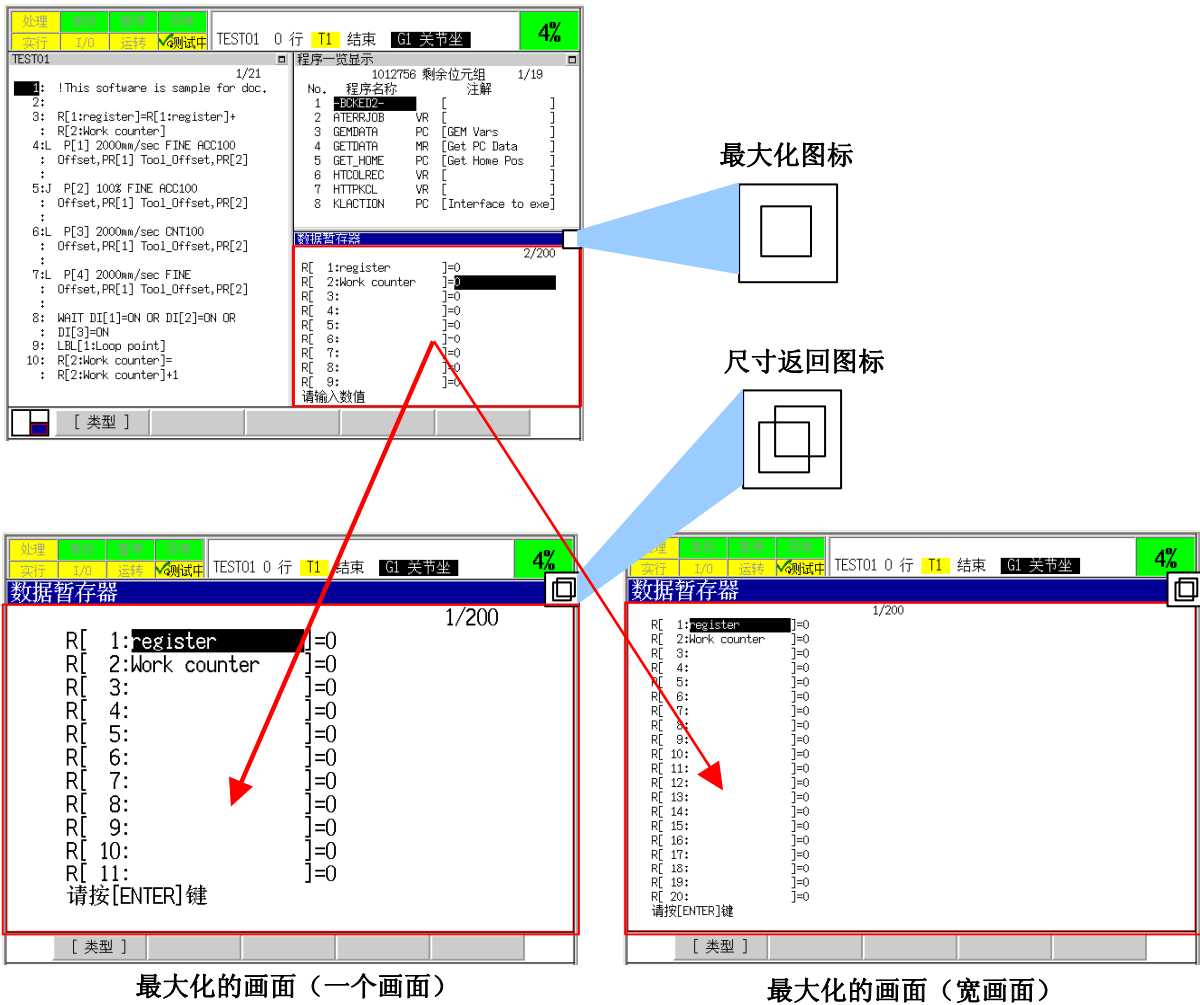 处理
实行 I/O 运转 测试中
TEST01 0 行 T1 结束 G1 关节坐
4%
TEST01
1/21
1: !This software is sample for doc.
2:
3: R[1:register]=R[1:register]+
: R[2:Work counter]
4:L P[1] 2000mm/sec FINE ACC100
: Offset,PR[1] Tool_Offset,PR[2]
:
5:J P[2] 100% FINE ACC100
: Offset,PR[1] Tool_Offset,PR[2]
:
6:L P[3] 2000mm/sec CNT100
: Offset,PR[1] Tool_Offset,PR[2]
:
7:L P[4] 2000mm/sec FINE
: Offset,PR[1] Tool_Offset,PR[2]
:
8: WAIT DI[1]=ON OR DI[2]=ON OR
: DI[3]=ON
9: LBL[1:Loop point]
10: R[2:Work counter]=
: R[2:Work counter]+1
程序一览显示
1012756 剩余位元组 1/19
No. 程序名称 注解
1 -BCKED2- [ ]
2 ATERRJOB VR [ ]
3 GEMDATA PC [GEM Vars ]
4 GETDATA MR [Get PC Data ]
5 GET_HOME PC [Get Home Pos ]
6 HTCOLREC VR [ ]
7 HTTPKCL VR [ ]
8 KLACTION PC [Interface to exe]
数据暂存器
2/200
R[ 1:register ]=0
R[ 2:Work counter ]=0
R[ 3: ]=0
R[ 4: ]=0
R[ 5: ]=0
R[ 6: ]=0
R[ 7: ]=0
R[ 8: ]=0
R[ 9: ]=0
请输入数值
[ 类型 ]
最大化图标
尺寸返回图标
处理
实行 I/O 运转 测试中
TEST01 0 行 T1 结束 G1 关节坐
4%
数据暂存器
1/200
R[ 1:register ]=0
R[ 2:Work counter ]=0
R[ 3: ]=0
R[ 4: ]=0
R[ 5: ]=0
R[ 6: ]=0
R[ 7: ]=0
R[ 8: ]=0
R[ 9: ]=0
R[ 10: ]=0
R[ 11: ]=0
请按[ENTER]键
[ 类型 ]
最大化的画面（一个画面）
处理
实行 I/O 运转 测试中
TEST01 0 行 T1 结束 G1 关节坐
4%
数据暂存器
1/200
R[ 1:register ]=0
R[ 2:Work counter ]=0
R[ 3: ]=0
R[ 4: ]=0
R[ 5: ]=0
R[ 6: ]=0
R[ 7: ]=0
R[ 8: ]=0
R[ 9: ]=0
R[ 10: ]=0
R[ 11: ]=0
R[ 12: ]=0
R[ 13: ]=0
R[ 14: ]=0
R[ 15: ]=0
R[ 16: ]=0
R[ 17: ]=0
R[ 18: ]=0
R[ 19: ]=0
R[ 20: ]=0
请按[ENTER]键
[ 类型 ]
最大化的画面（宽画面）